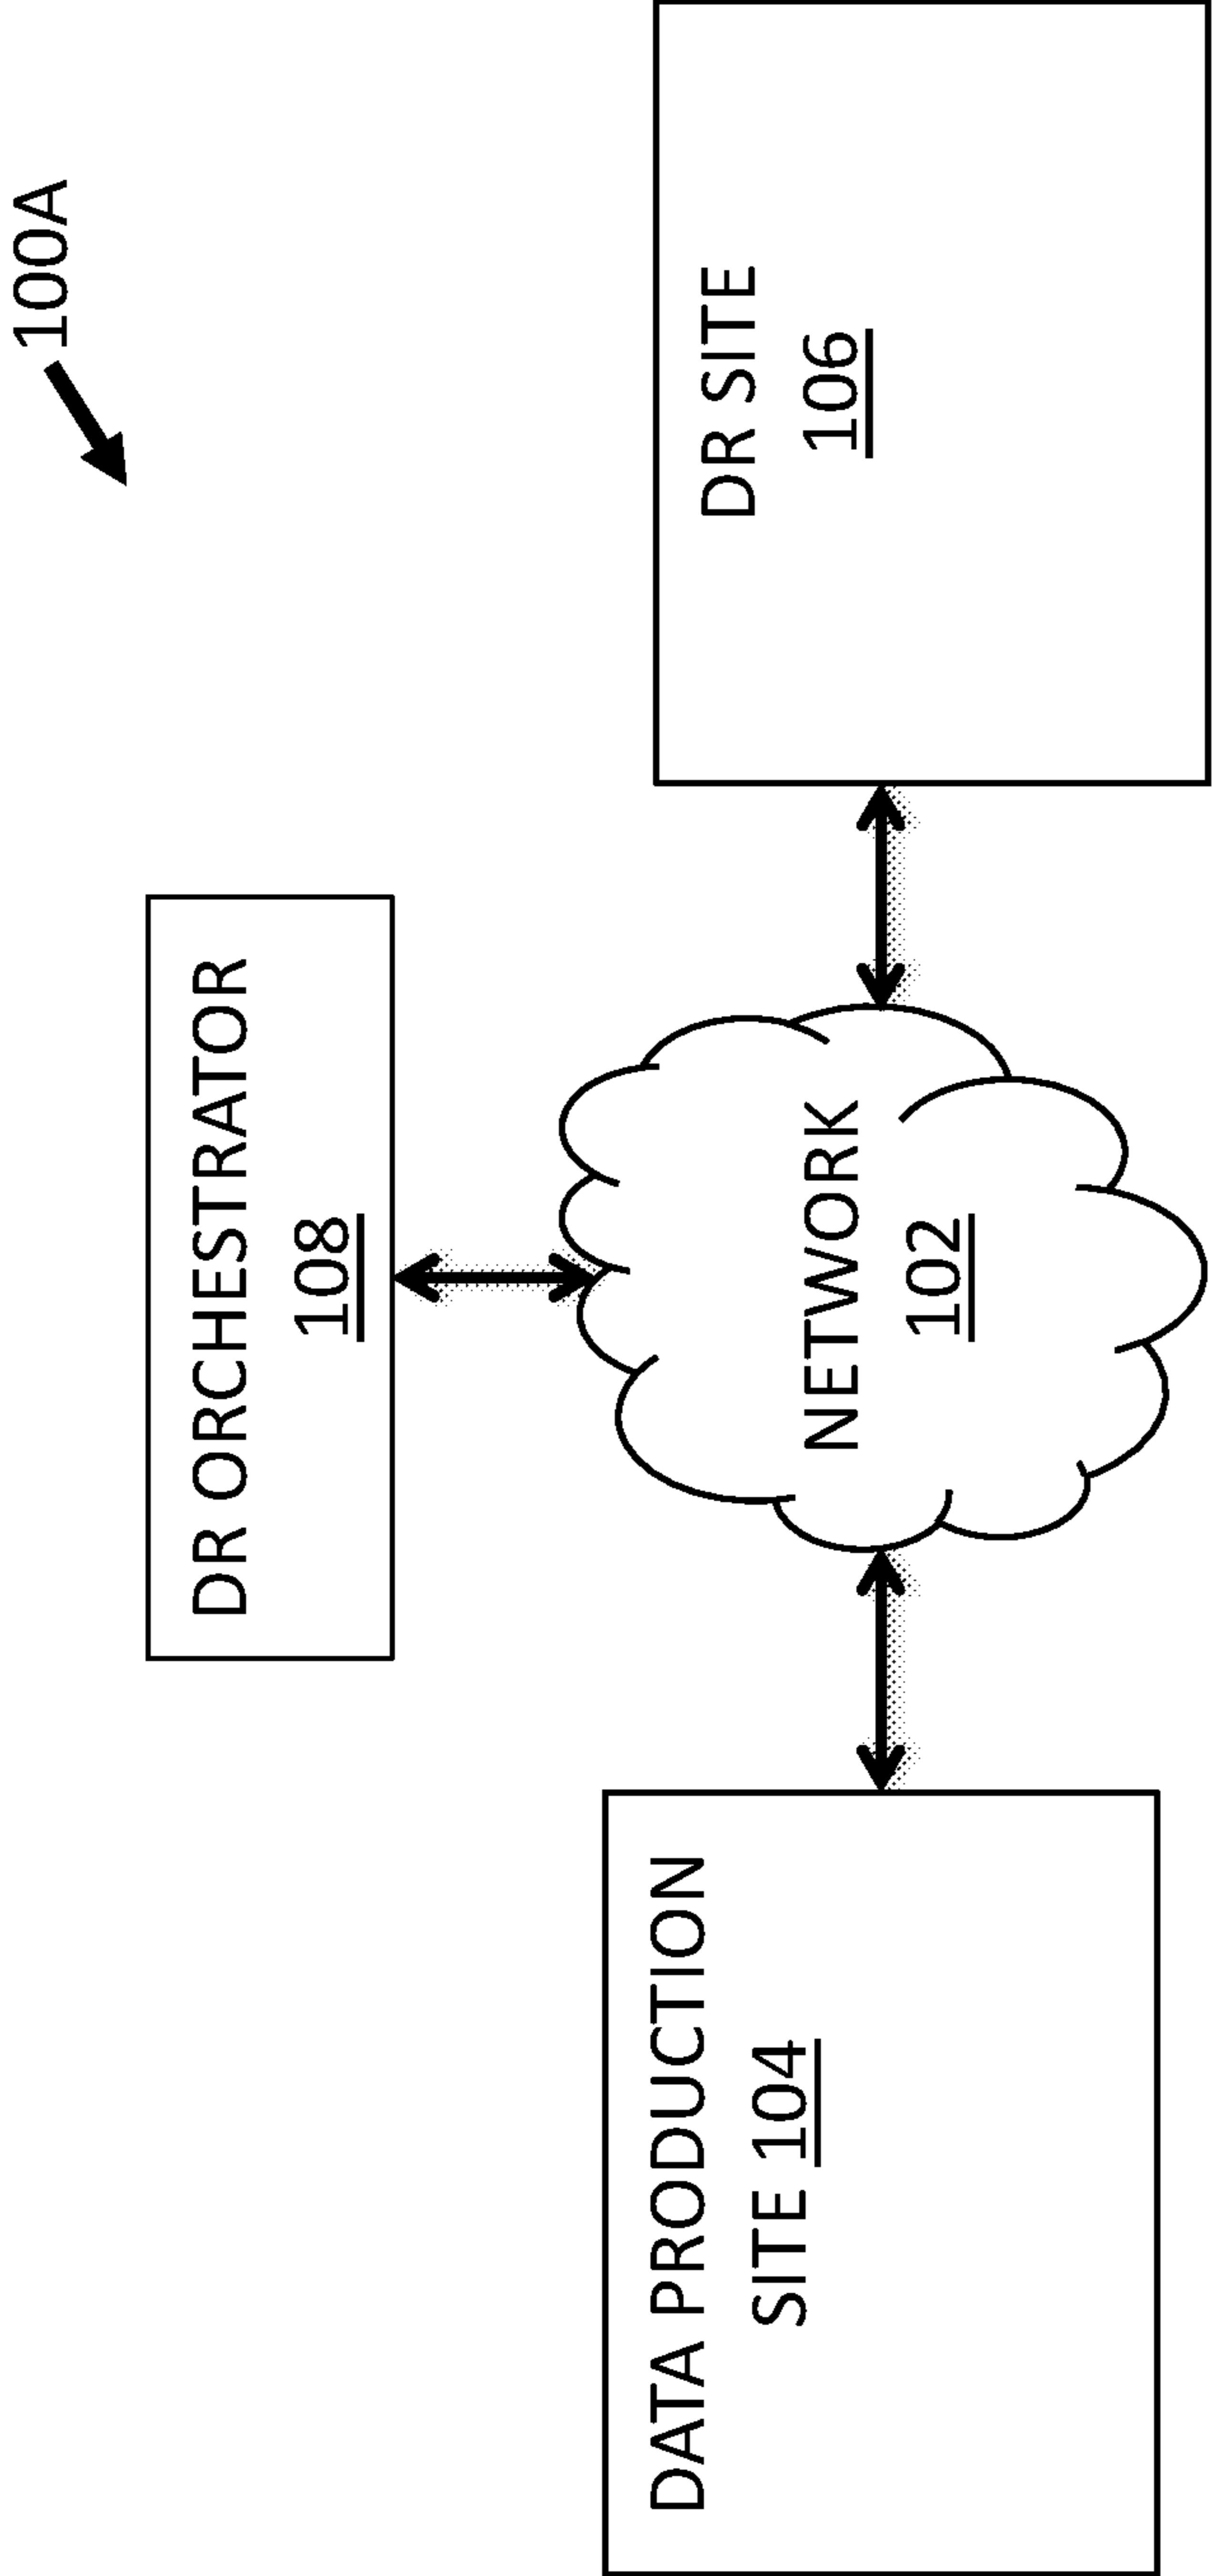 100A
DR ORCHESTRATOR
108
DATA PRODUCTION
SITE 104
NETWORK
102
DR SITE
106